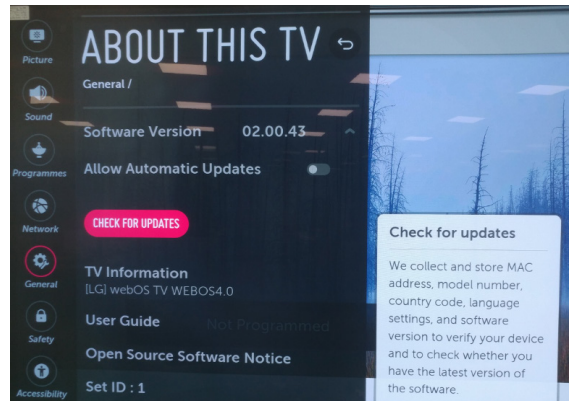 ABOUT THIS TV
General /
Picture
Sound
Programmes
Network
General
Safety
Accessibility
Software Version 02.00.43
Allow Automatic Updates
CHECK FOR UPDATES
TV Information
[LG] webOS TV WEBOS4.0
User Guide
Not Programmed
Open Source Software Notice
Set ID : 1
Check for updates
We collect and store MAC
address, model number,
country code, language
settings, and software
version to verify your device
and to check whether you
have the latest version of
the software.